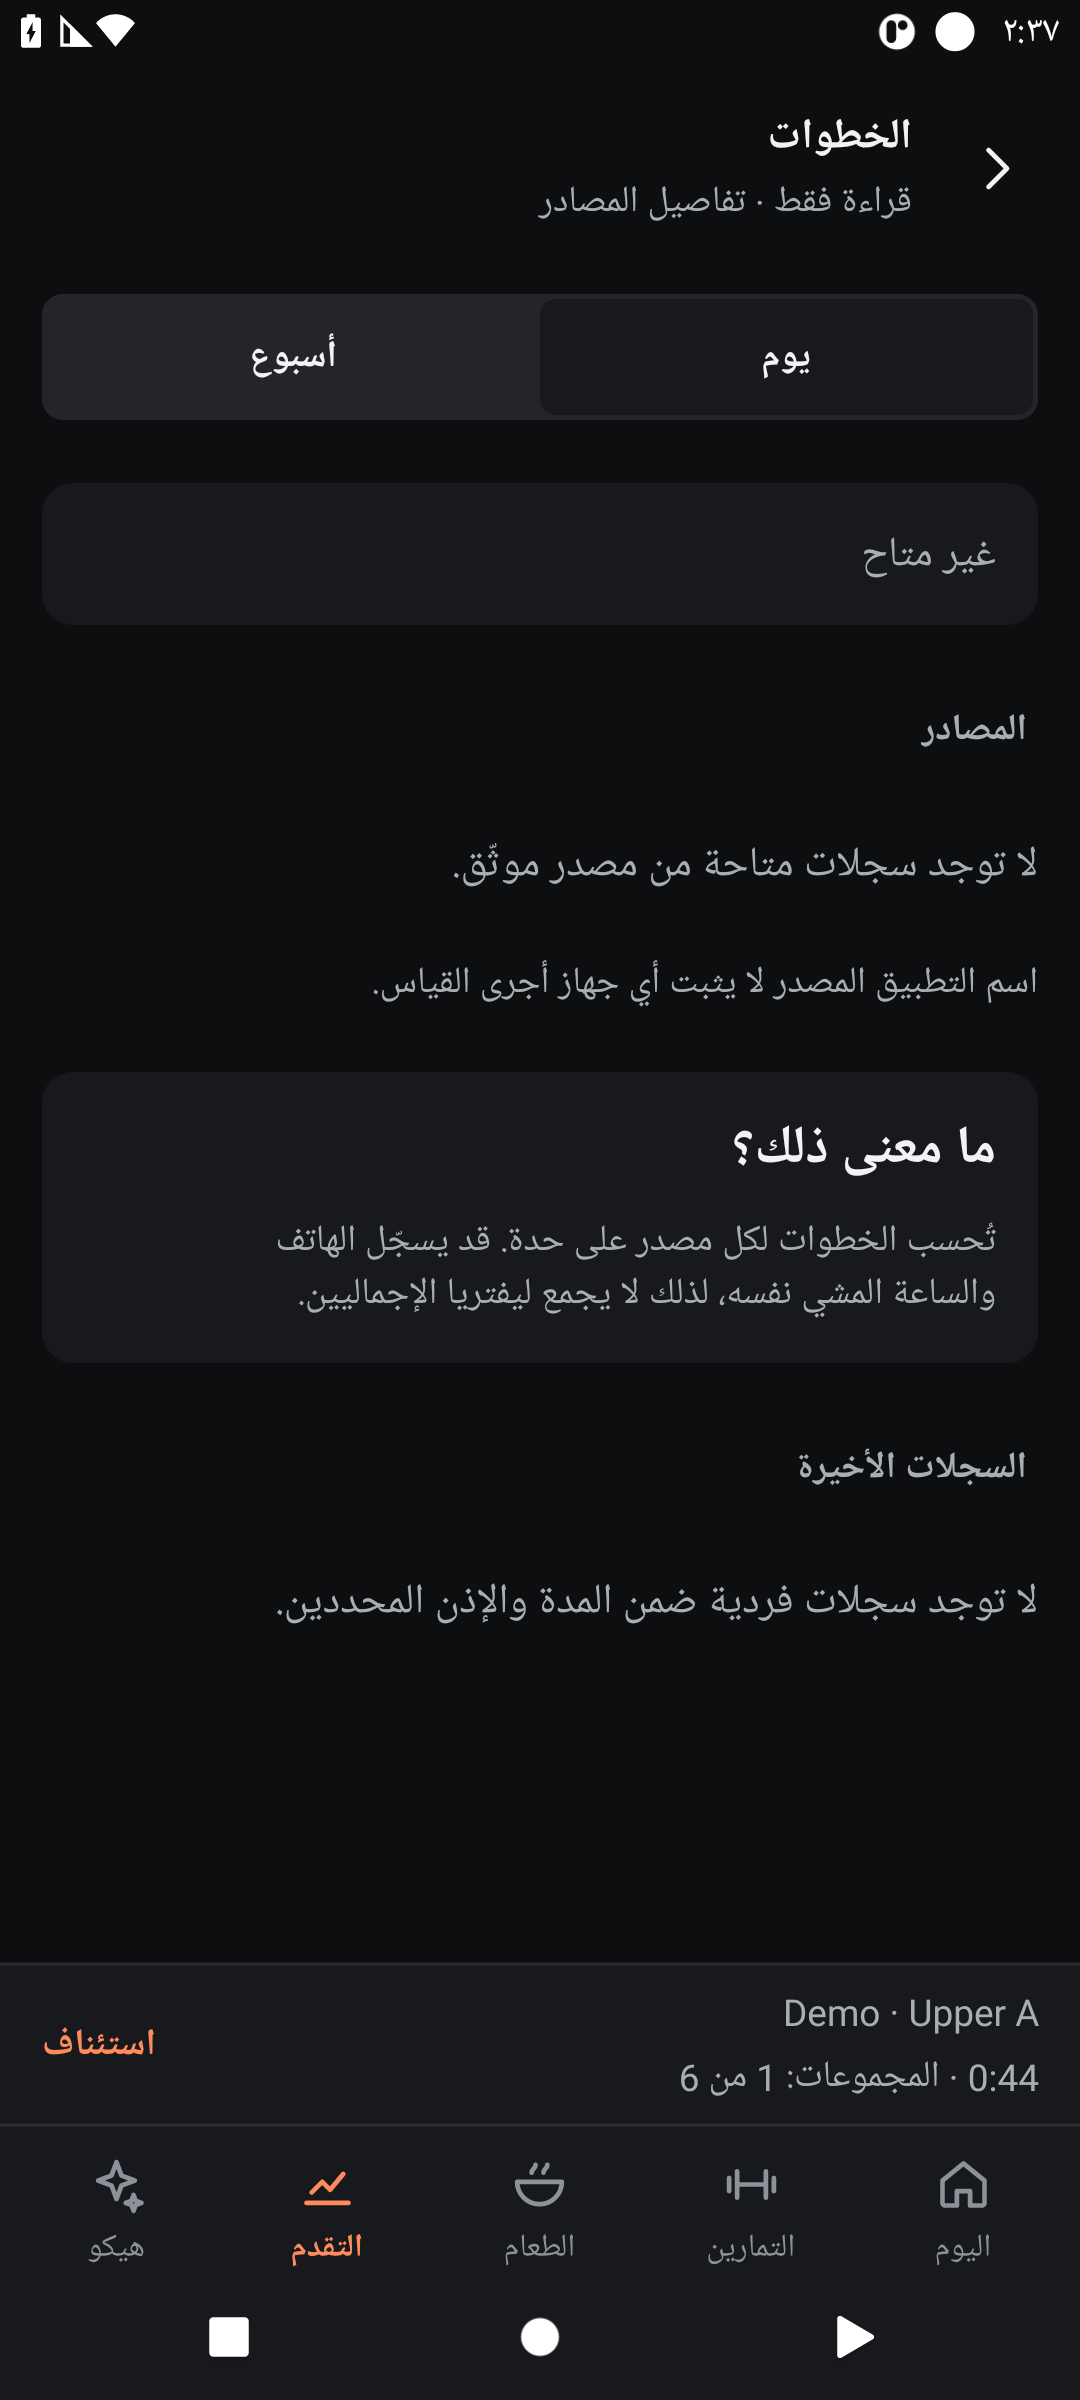 ٢:٣٧
الخطوات
قراءة فقط · تفاصيل المصادر
يوم
أسبوع
غير متاح
المصادر
لا توجد سجلات متاحة من مصدر موثّق.
اسم التطبيق المصدر لا يثبت أي جهاز أجرى القياس.
ما معنى ذلك؟
تُحسب الخطوات لكل مصدر على حدة. قد يسجّل الهاتف
والساعة المشي نفسه، لذلك لا يجمع ليفتريا الإجماليين.
السجلات الأخيرة
لا توجد سجلات فردية ضمن المدة والإذن المحددين.
Demo · Upper A
0:44 · المجموعات: 1 من 6
استئناف
اليوم
التمارين
الطعام
التقدم
هيكو